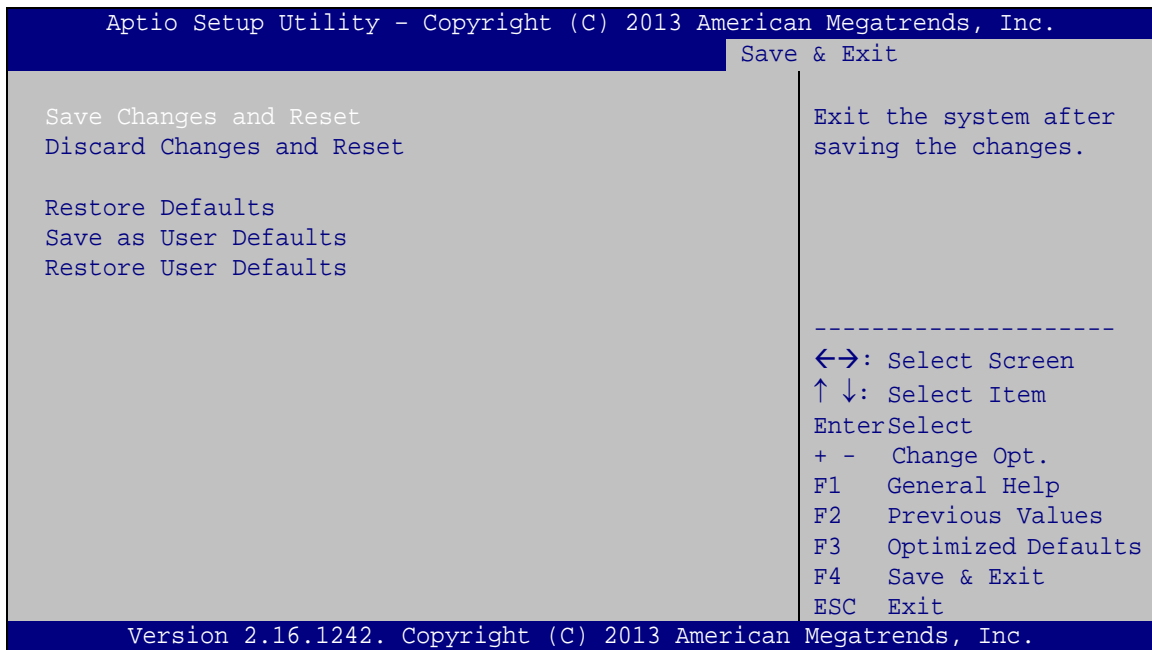 Aptio Setup Utility – Copyright (C) 2013 American Megatrends, Inc.
Save & Exit
Save Changes and Reset
Discard Changes and Reset
Restore Defaults
Save as User Defaults
Restore User Defaults
Exit the system after
saving the changes.
---------------------
←→: Select Screen
↑ ↓: Select Item
EnterSelect
+ - Change Opt.
F1 General Help
F2 Previous Values
F3 Optimized Defaults
F4 Save & Exit
ESC Exit
Version 2.16.1242. Copyright (C) 2013 American Megatrends, Inc.